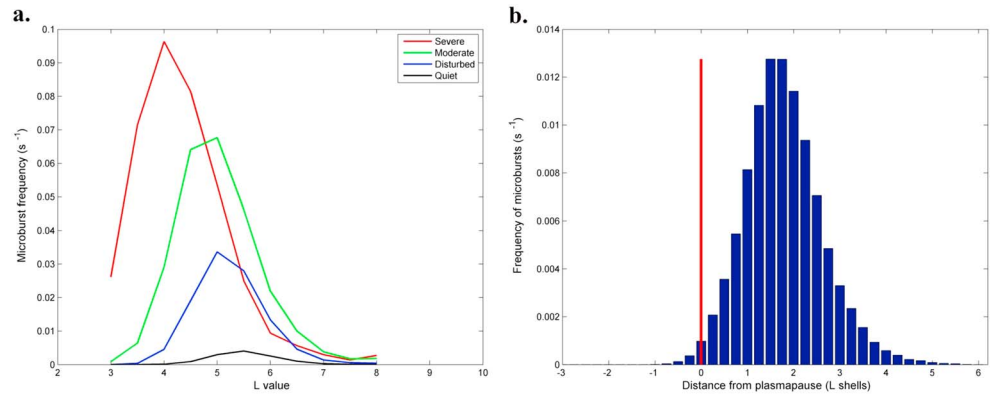 a.
Microburst frequency (s⁻¹)
0.1
0.09
0.08
0.07
0.06
0.05
0.04
0.03
0.02
0.01
0
Severe
Moderate
Disturbed
Quiet
2 3 4 5 6 7 8 9 10
L value
b.
Frequency of microbursts (s⁻¹)
0.014
0.012
0.01
0.008
0.006
0.004
0.002
0
-3 -2 -1 0 1 2 3 4 5 6
Distance from plasmapause (L shells)